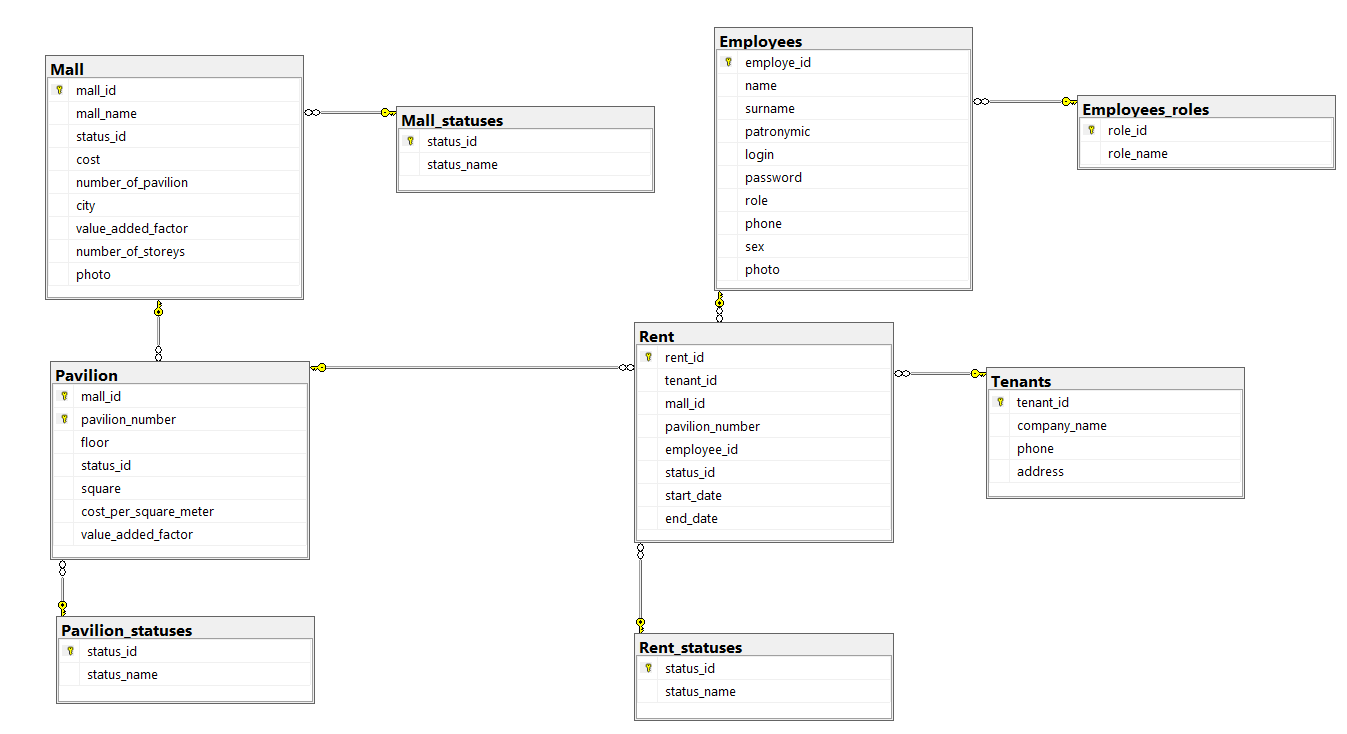 Mall
mall_id
mall_name
status_id
cost
number_of_pavilion
city
value_added_factor
number_of_storeys
photo
Mall_statuses
status_id
status_name
Employees
employe_id
name
surname
patronymic
login
password
role
phone
sex
photo
Employees_roles
role_id
role_name
Pavilion
mall_id
pavilion_number
floor
status_id
square
cost_per_square_meter
value_added_factor
Rent
rent_id
tenant_id
mall_id
pavilion_number
employee_id
status_id
start_date
end_date
Tenants
tenant_id
company_name
phone
address
Pavilion_statuses
status_id
status_name
Rent_statuses
status_id
status_name